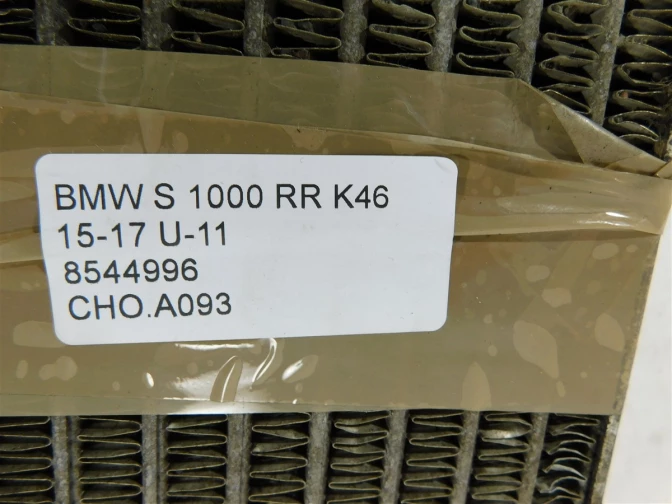 BMW S 1000 RR K46
15-17 U-11
8544996
CHO.A093